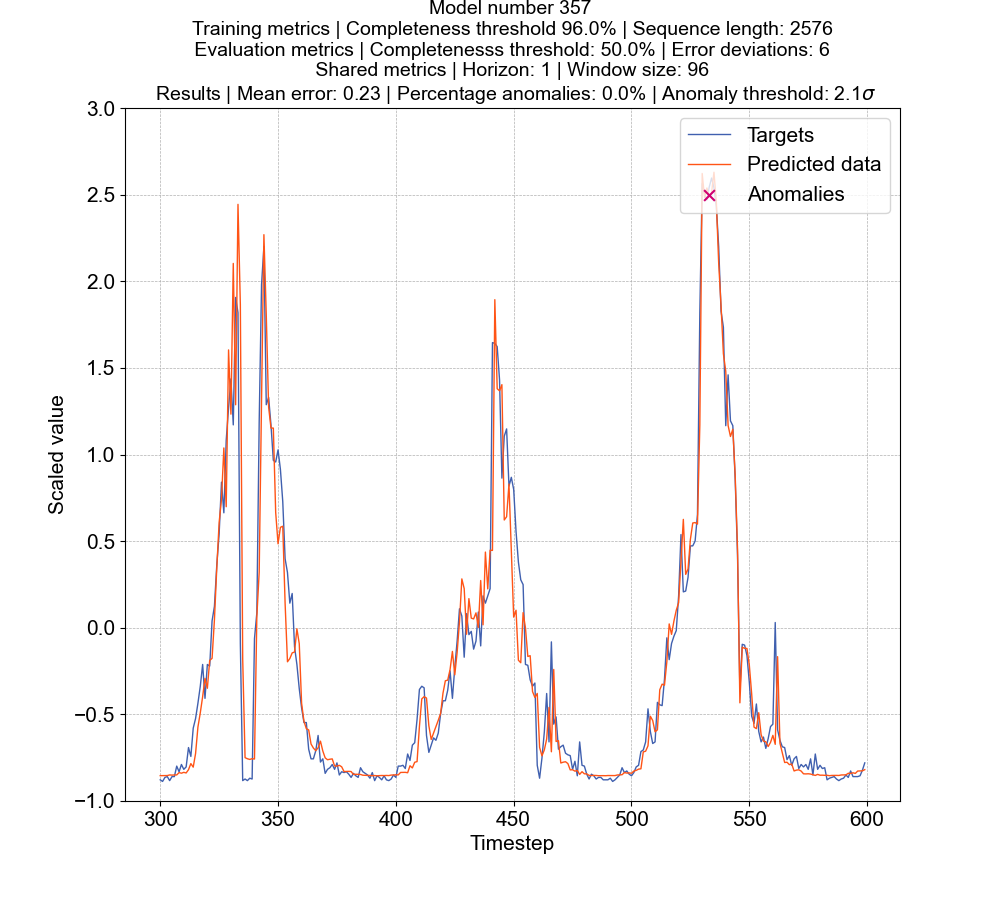 Model number 357
Training metrics | Completeness threshold 96.0% | Sequence length: 2576
Evaluation metrics | Completenesss threshold: 50.0% | Error deviations: 6
Shared metrics | Horizon: 1 | Window size: 96
Results | Mean error: 0.23 | Percentage anomalies: 0.0% | Anomaly threshold: 2.1σ
Targets
Predicted data
Anomalies
3.0
2.5
2.0
1.5
1.0
0.5
0.0
−0.5
−1.0
Scaled value
300 350 400 450 500 550 600
Timestep